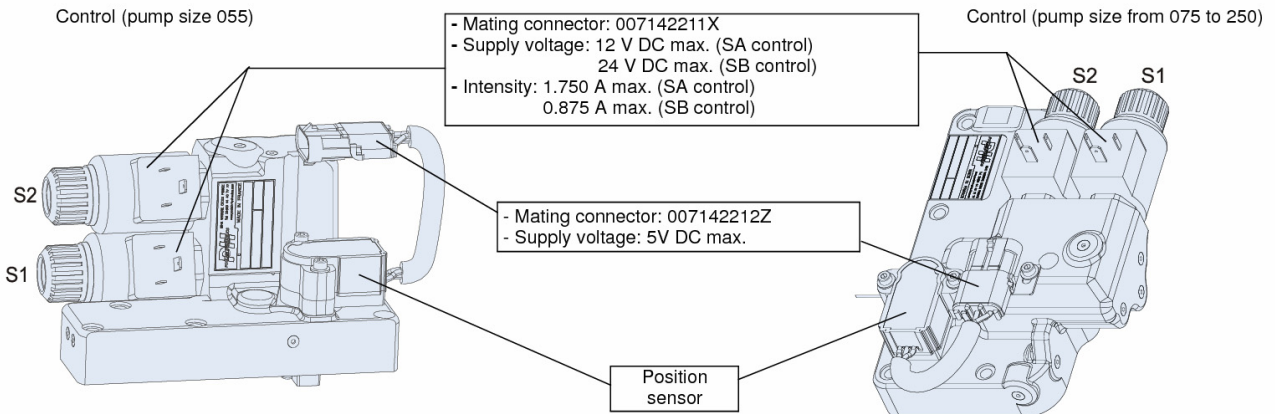 Control (pump size 055)
Control (pump size from 075 to 250)
- Mating connector: 007142211X
- Supply voltage: 12 V DC max. (SA control)
24 V DC max. (SB control)
- Intensity: 1.750 A max. (SA control)
0.875 A max. (SB control)
S2 S1
S2
S1
- Mating connector: 007142212Z
- Supply voltage: 5V DC max.
Position
sensor